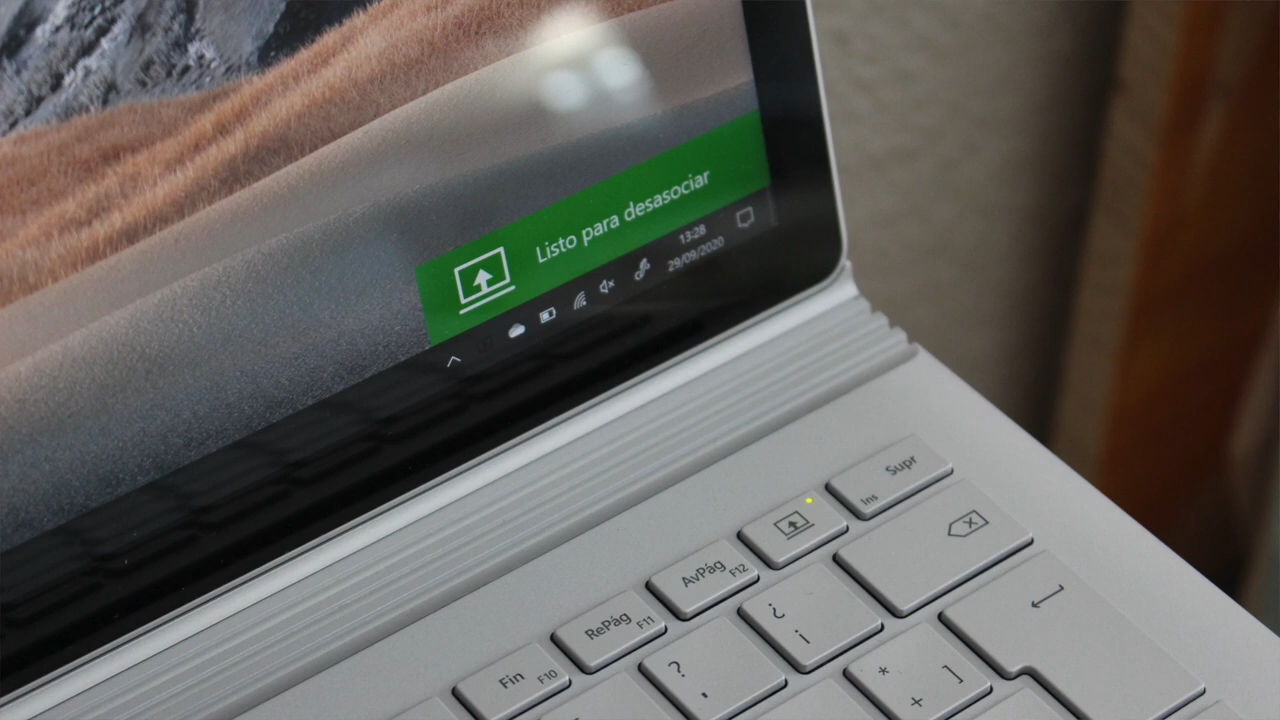 Listo para desasociar
13:28
29/09/2020
Supr
Ins
AvPág F12
RePág F11
Fin F10
¿
¡
?
'
* ]
+